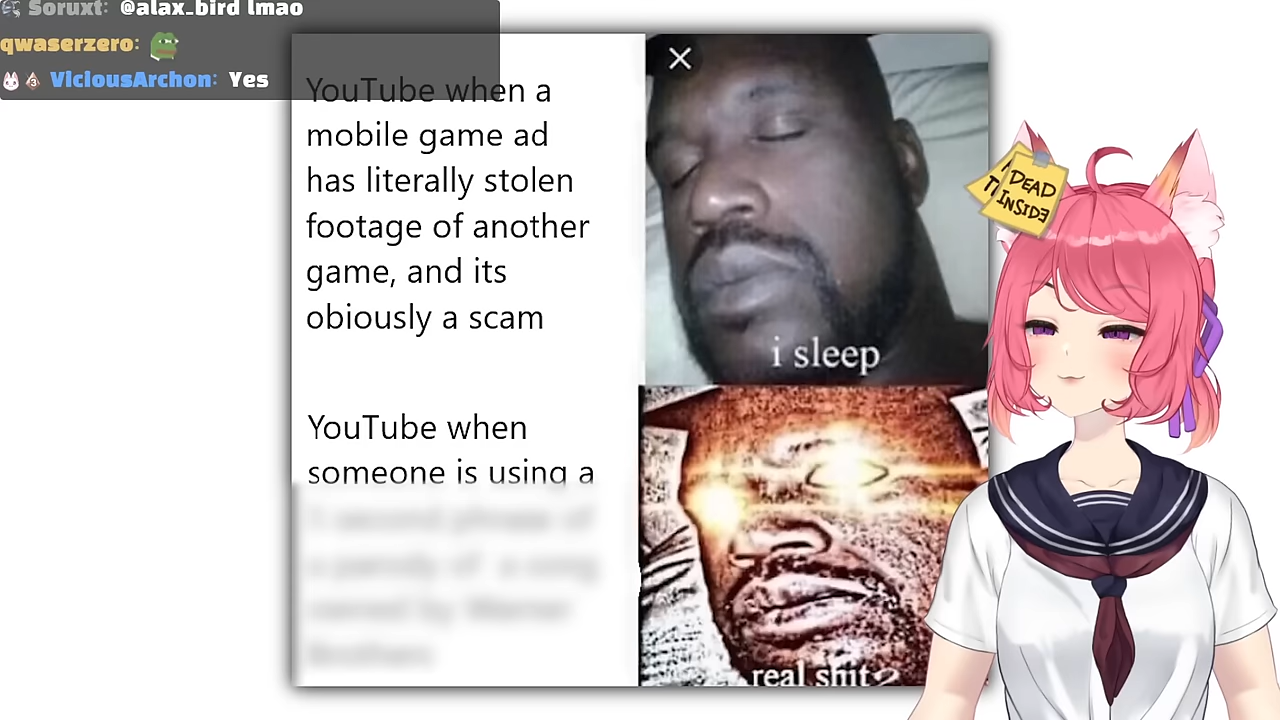 Soruxt: @alax_bird lmao
qwaserzero:
ViciousArchon: Yes
YouTube when a
mobile game ad
has literally stolen
footage of another
game, and its
obiously a scam
i sleep
YouTube when
someone is using a
real shit?
DEAD
INSIDE